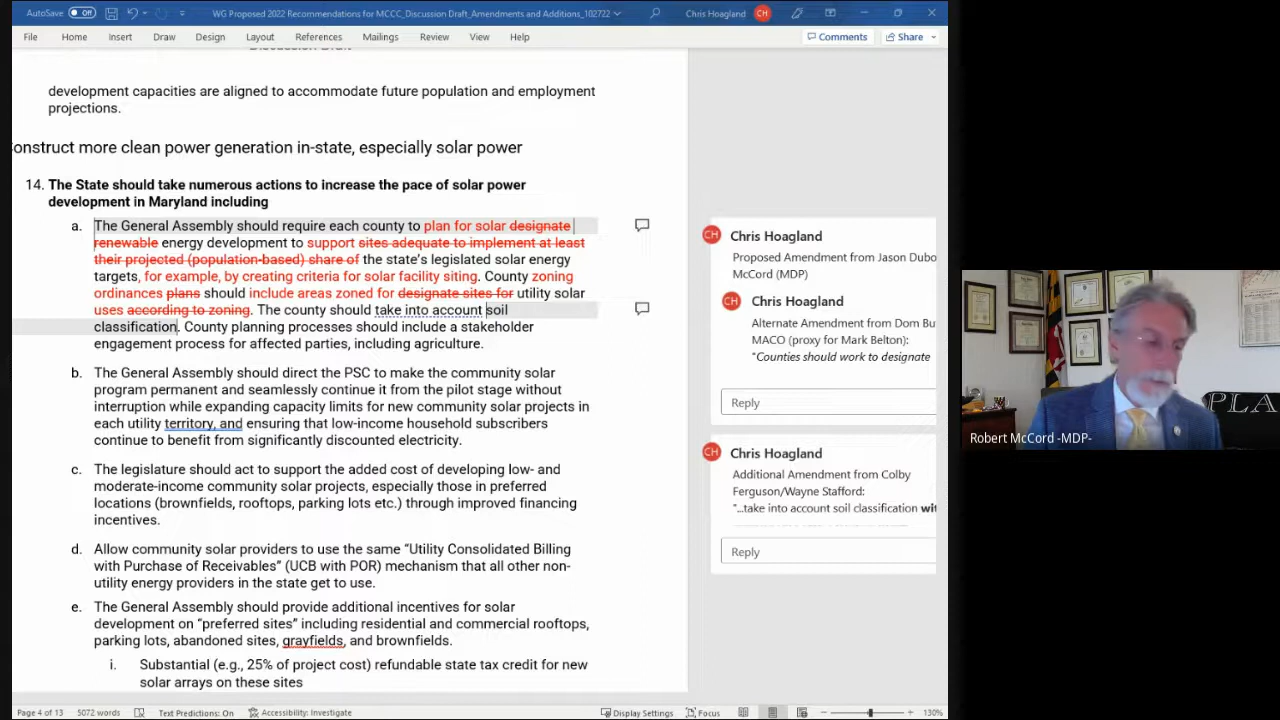 AutoSave Off WG Proposed 2022 Recommendations for MCCC_Discussion Draft_Amendments and Additions_102722 Chris Hoagland CH
File Home Insert Draw Design Layout References Mailings Review View Help Comments Share
Discussion Draft
development capacities are aligned to accommodate future population and employment
projections.
onstruct more clean power generation in-state, especially solar power
14. The State should take numerous actions to increase the pace of solar power
development in Maryland including
a. The General Assembly should require each county to plan for solar designate
renewable energy development to support sites adequate to implement at least
their projected (population-based) share of the state's legislated solar energy
targets, for example, by creating criteria for solar facility siting. County zoning
ordinances plans should include areas zoned for designate sites for utility solar
uses according to zoning. The county should take into account soil
classification. County planning processes should include a stakeholder
engagement process for affected parties, including agriculture.
b. The General Assembly should direct the PSC to make the community solar
program permanent and seamlessly continue it from the pilot stage without
interruption while expanding capacity limits for new community solar projects in
each utility territory, and ensuring that low-income household subscribers
continue to benefit from significantly discounted electricity.
c. The legislature should act to support the added cost of developing low- and
moderate-income community solar projects, especially those in preferred
locations (brownfields, rooftops, parking lots etc.) through improved financing
incentives.
d. Allow community solar providers to use the same “Utility Consolidated Billing
with Purchase of Receivables” (UCB with POR) mechanism that all other non-
utility energy providers in the state get to use.
e. The General Assembly should provide additional incentives for solar
development on “preferred sites” including residential and commercial rooftops,
parking lots, abandoned sites, grayfields, and brownfields.
i. Substantial (e.g., 25% of project cost) refundable state tax credit for new
solar arrays on these sites
CH Chris Hoagland
Proposed Amendment from Jason Dubo
McCord (MDP)
CH Chris Hoagland
Alternate Amendment from Dom Bu
MACO (proxy for Mark Belton):
"Counties should work to designate
Reply
CH Chris Hoagland
Additional Amendment from Colby
Ferguson/Wayne Stafford:
"...take into account soil classification wit
Reply
PLA
Robert McCord -MDP-
Page 4 of 13 5072 words Text Predictions: On Accessibility: Investigate Display Settings Focus 130%